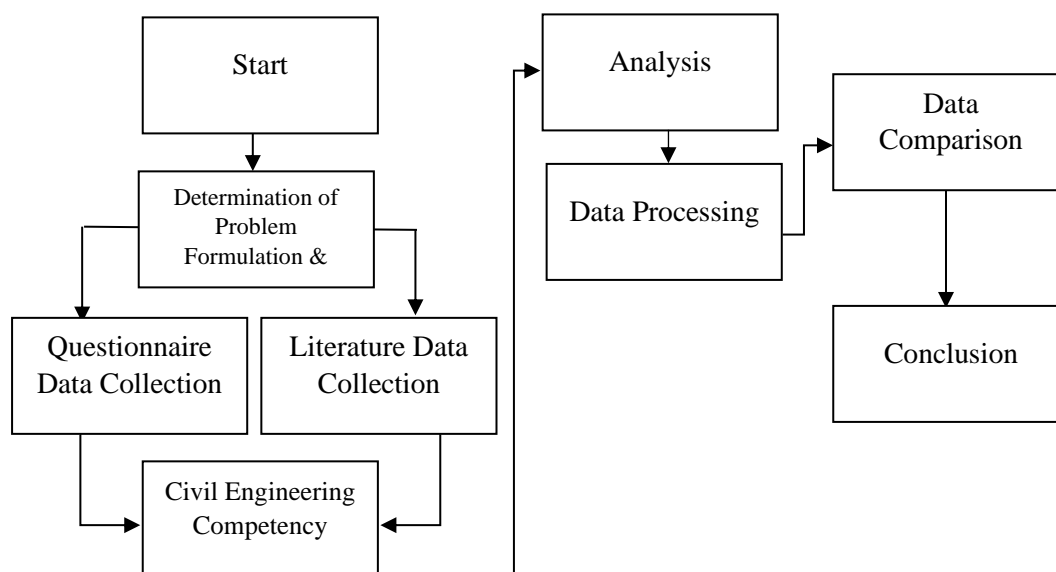 Start
Determination of
Problem
Formulation &
Questionnaire
Data Collection
Literature Data
Collection
Civil Engineering
Competency
Analysis
Data Processing
Data
Comparison
Conclusion